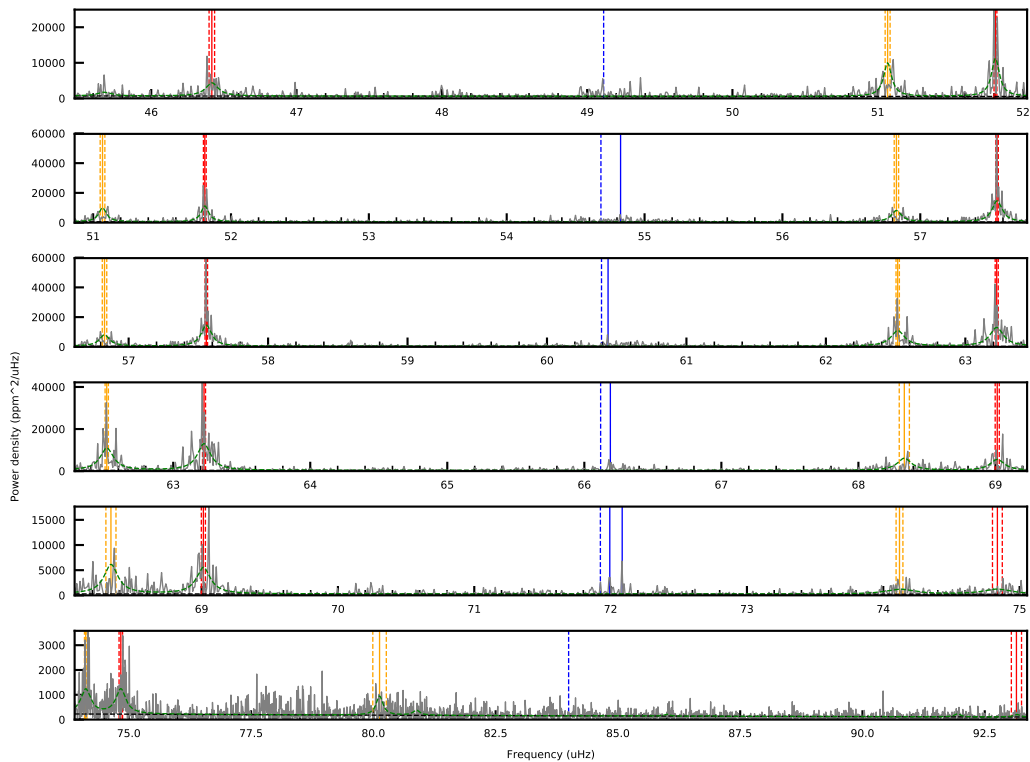 20000
10000
0
46 47 48 49 50 51 52
60000
40000
20000
0
51 52 53 54 55 56 57
60000
40000
20000
0
57 58 59 60 61 62 63
Power density (ppm^2/uHz)
40000
20000
0
63 64 65 66 67 68 69
15000
10000
5000
0
69 70 71 72 73 74 75
3000
2000
1000
0
75.0 77.5 80.0 82.5 85.0 87.5 90.0 92.5
Frequency (uHz)